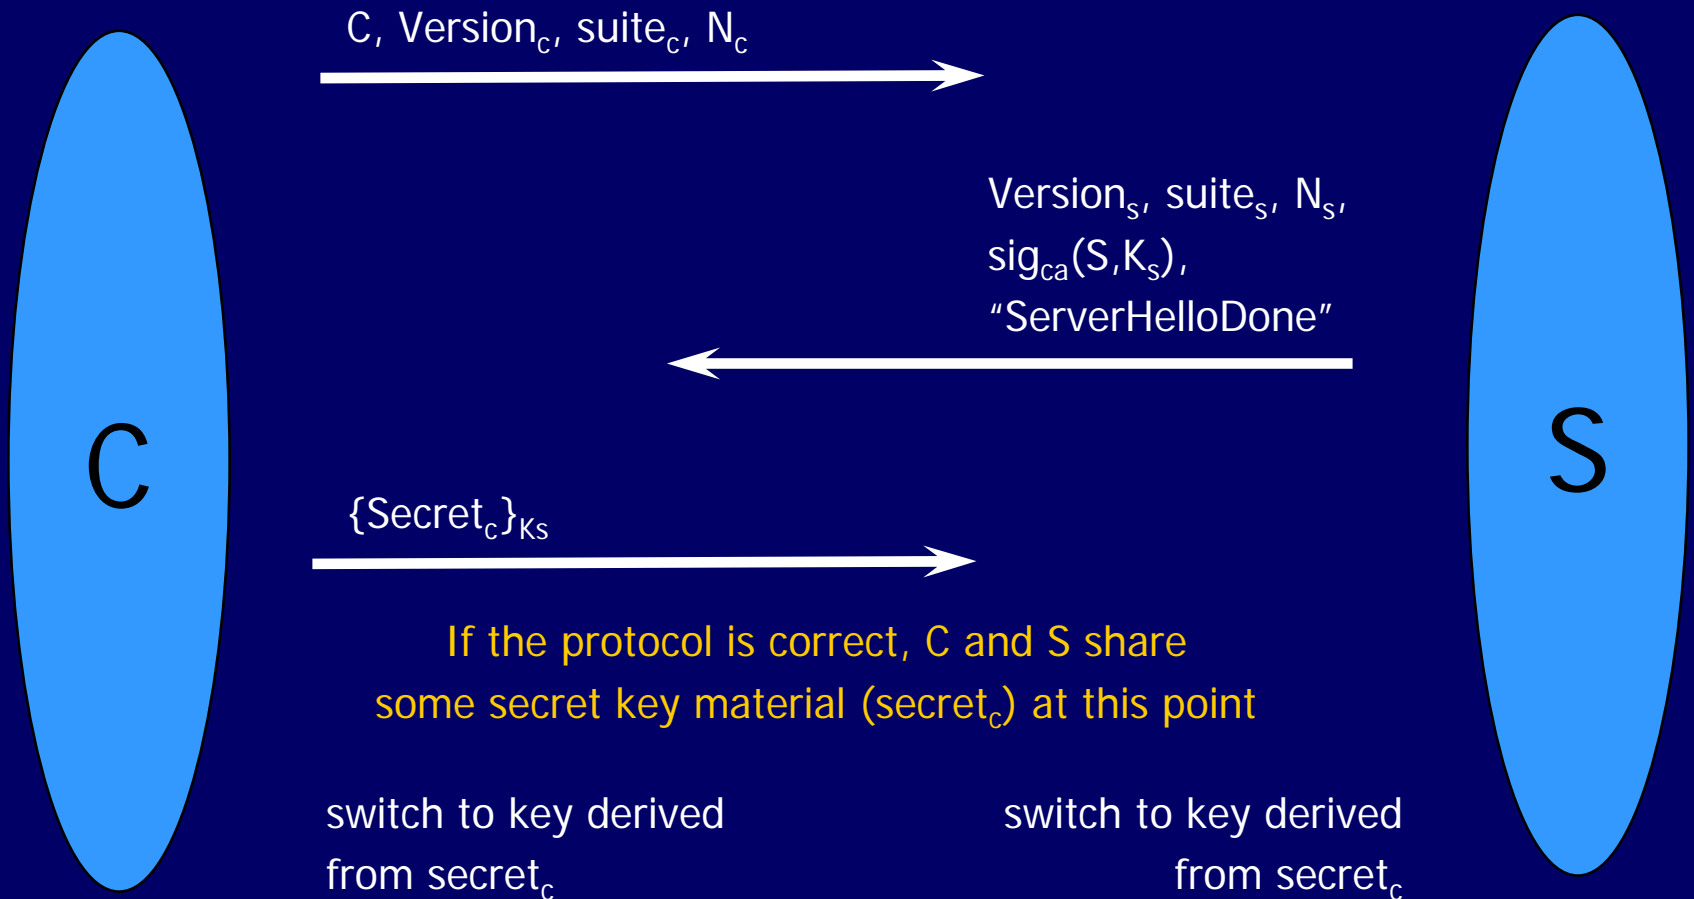 C, Version_c, suite_c, N_c
Version_s, suite_s, N_s,
sig_ca(S,K_s),
“ServerHelloDone”
C
S
{Secret_c}_Ks
If the protocol is correct, C and S share
some secret key material (secret_c) at this point
switch to key derived
from secret_c
switch to key derived
from secret_c